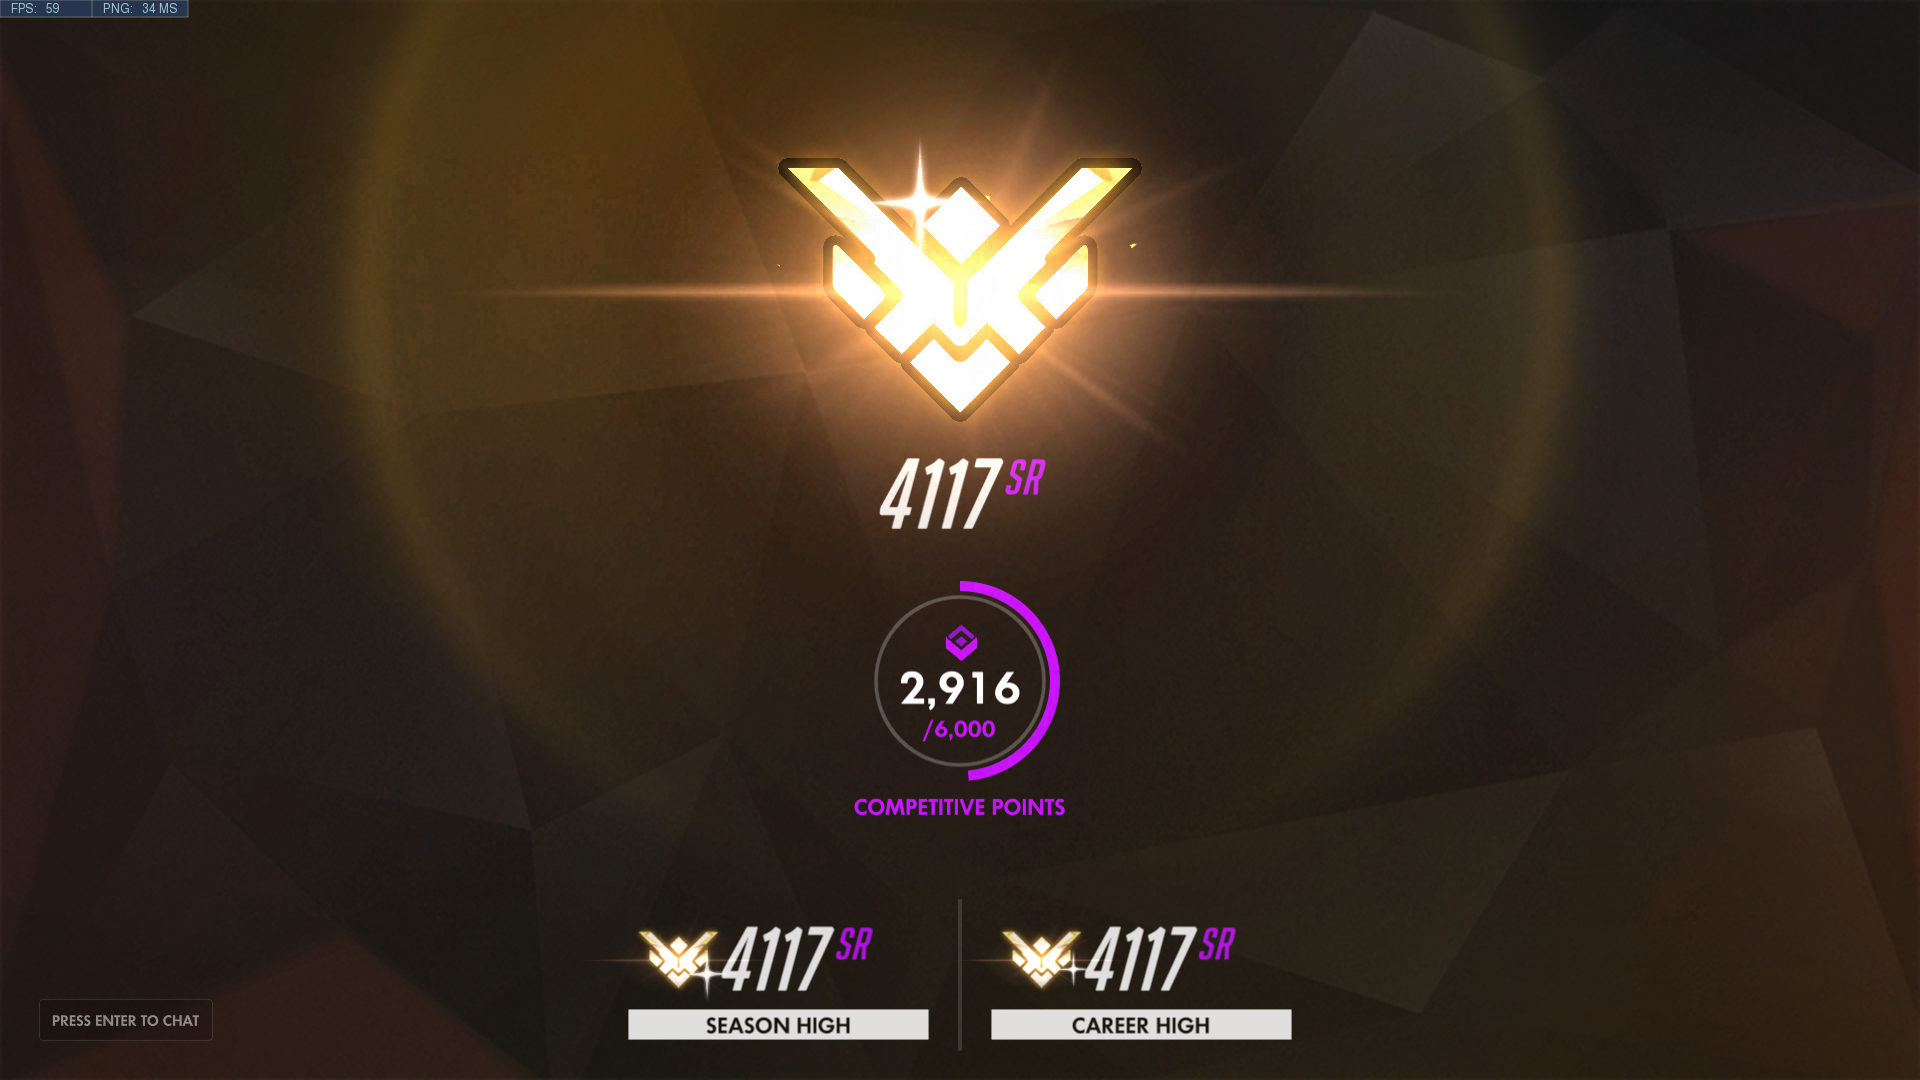 FPS: 59 PNG: 34 MS
4117 SR
2,916
/6,000
COMPETITIVE POINTS
4117 SR
SEASON HIGH
4117 SR
CAREER HIGH
PRESS ENTER TO CHAT